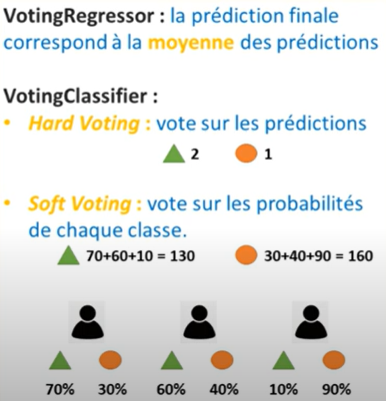 VotingRegressor : la prédiction finale
correspond à la moyenne des prédictions
VotingClassifier :
• Hard Voting : vote sur les prédictions
2 1
• Soft Voting : vote sur les probabilités
de chaque classe.
70+60+10 = 130 30+40+90 = 160
70% 30% 60% 40% 10% 90%